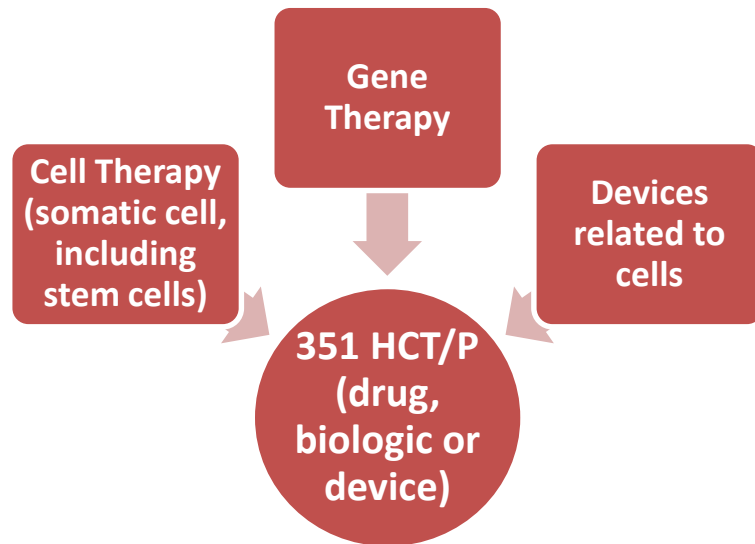 Gene
Therapy
Cell Therapy
(somatic cell,
including
stem cells)
Devices
related to
cells
351 HCT/P
(drug,
biologic or
device)